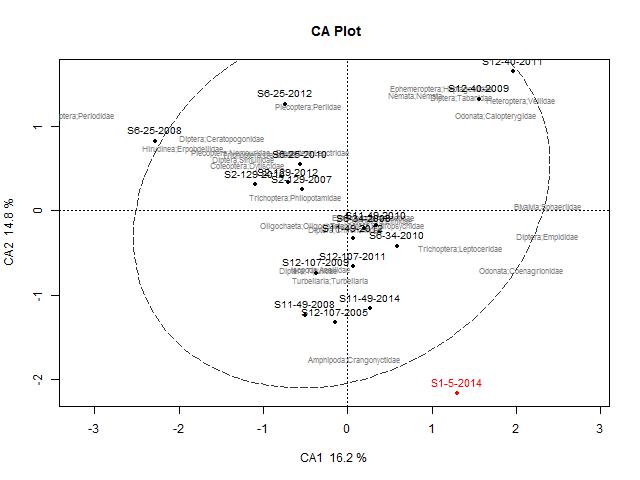 CA Plot
S12-40-2011
S12-40-2009
Nemata;Nemata
Diptera;Tabanidae
Heteroptera;Veliidae
S6-25-2012
Plecoptera;Perlidae
Odonata;Calopterygidae
S6-25-2008
Diptera;Ceratopogonidae
Hirudinea;Erpobdellidae
S6-25-2010
S2-129-2012
S2-129-2007
Trichoptera;Philopotamidae
Bivalvia;Sphaeriidae
S11-49-2010
S6-34-2008
S6-34-2010
Diptera;Empididae
Trichoptera;Leptoceridae
S12-107-2011
S12-107-2009
Turbellaria;Turbellaria
Odonata;Coenagrionidae
S11-49-2008
S11-49-2014
S12-107-2005
Amphipoda;Crangonyctidae
S1-5-2014
1
0
-1
-2
CA2 14.8 %
-3
-2
-1
0
1
2
3
CA1 16.2 %